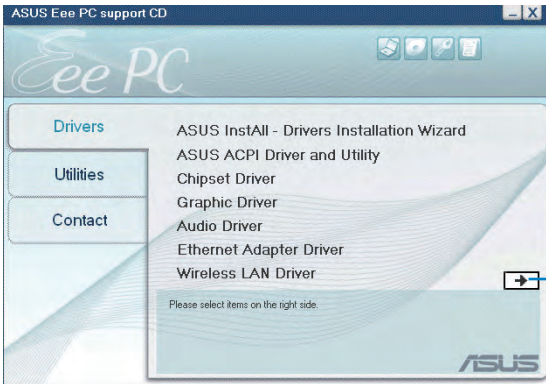 ASUS Eee PC support CD
Eee PC
Drivers
Utilities
Contact
ASUS InstAll - Drivers Installation Wizard
ASUS ACPI Driver and Utility
Chipset Driver
Graphic Driver
Audio Driver
Ethernet Adapter Driver
Wireless LAN Driver
Please select items on the right side.
ASUS